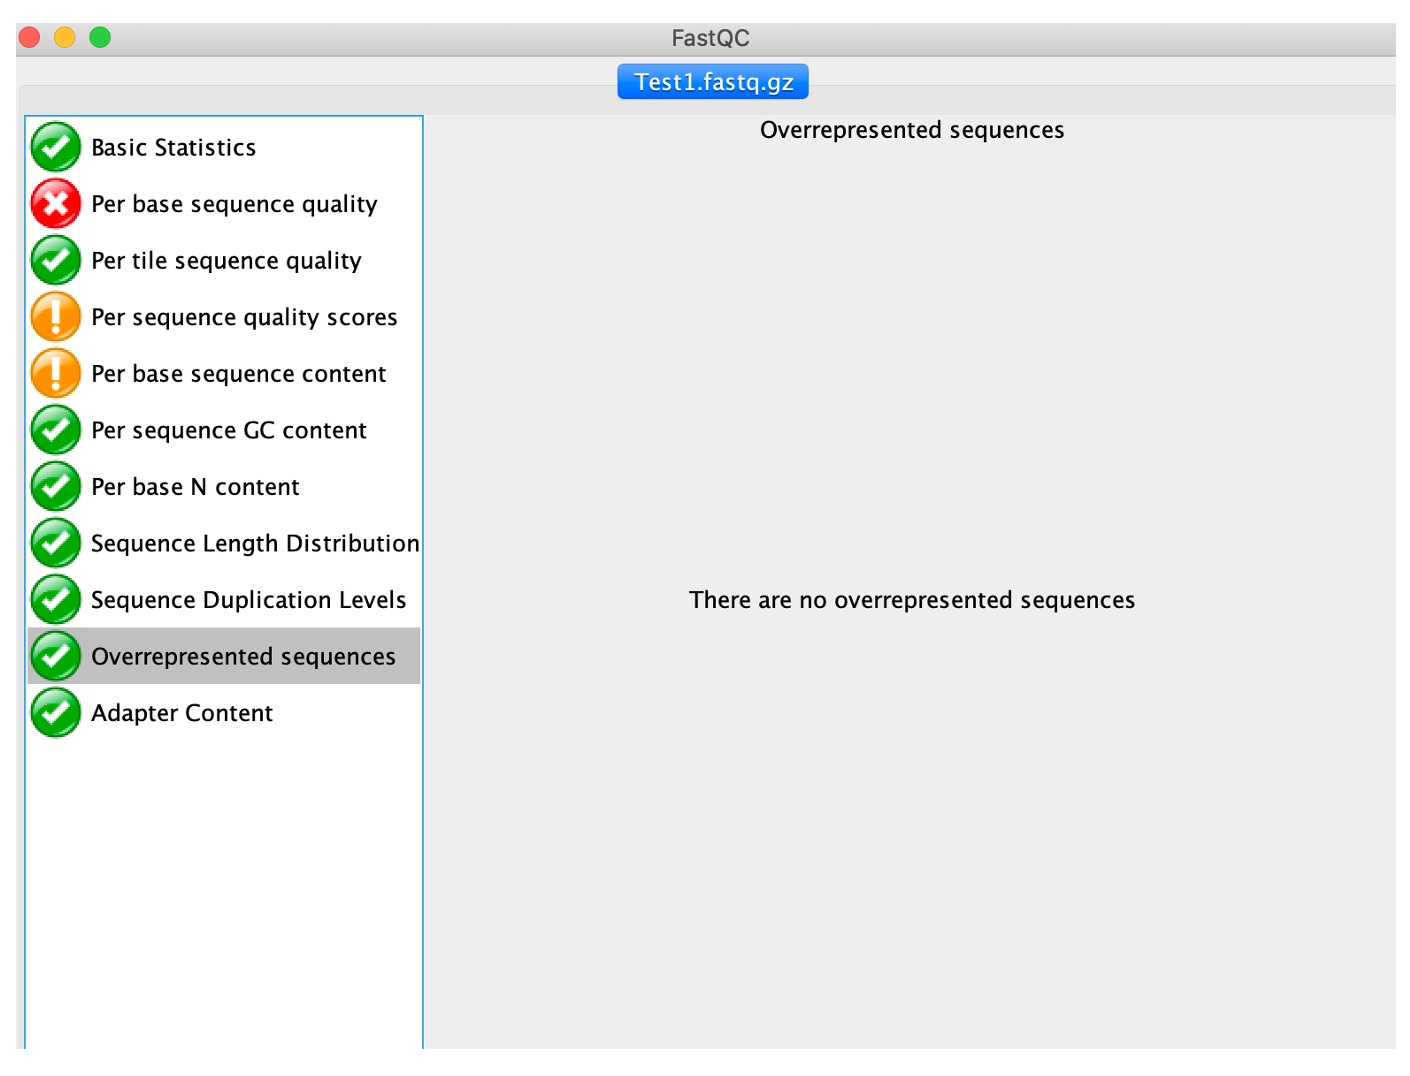 FastQC
Test1.fastq.gz
Basic Statistics
Per base sequence quality
Per tile sequence quality
Per sequence quality scores
Per base sequence content
Per sequence GC content
Per base N content
Sequence Length Distribution
Sequence Duplication Levels
Overrepresented sequences
Adapter Content
Overrepresented sequences
There are no overrepresented sequences